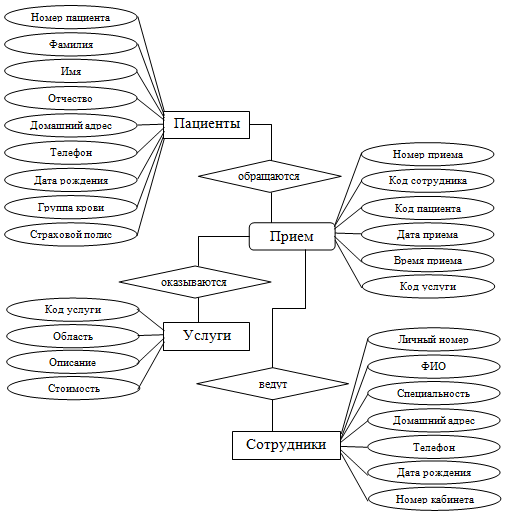 Номер пациента
Фамилия
Имя
Отчество
Домашний адрес
Телефон
Дата рождения
Группа крови
Страховой полис
Пациенты
обращаются
Номер приема
Код сотрудника
Код пациента
Дата приема
Время приема
Код услуги
Прием
оказываются
Код услуги
Область
Описание
Стоимость
Услуги
ведут
Личный номер
ФИО
Специальность
Домашний адрес
Телефон
Дата рождения
Номер кабинета
Сотрудники